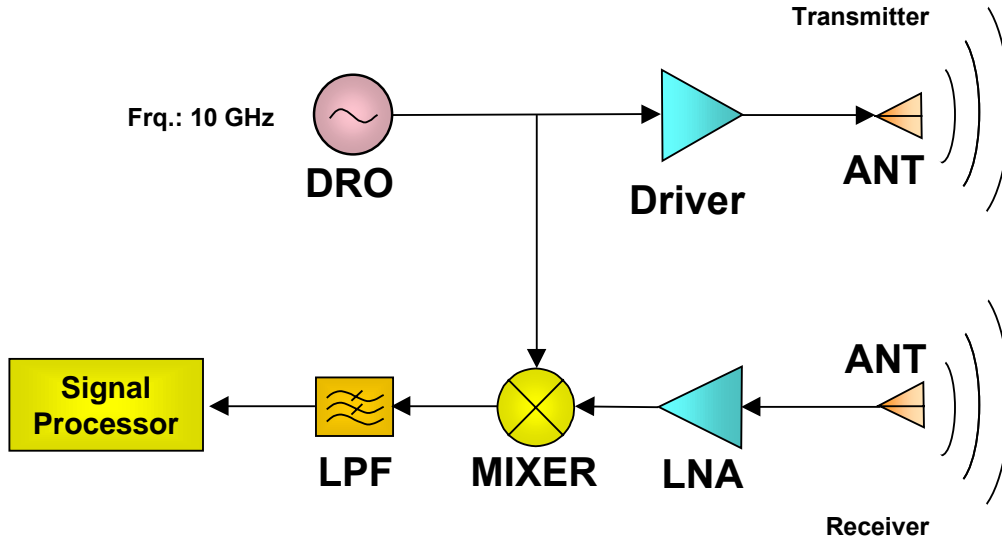 Transmitter
Frq.: 10 GHz
DRO
Driver
ANT
ANT
Signal
Processor
LPF
MIXER
LNA
Receiver